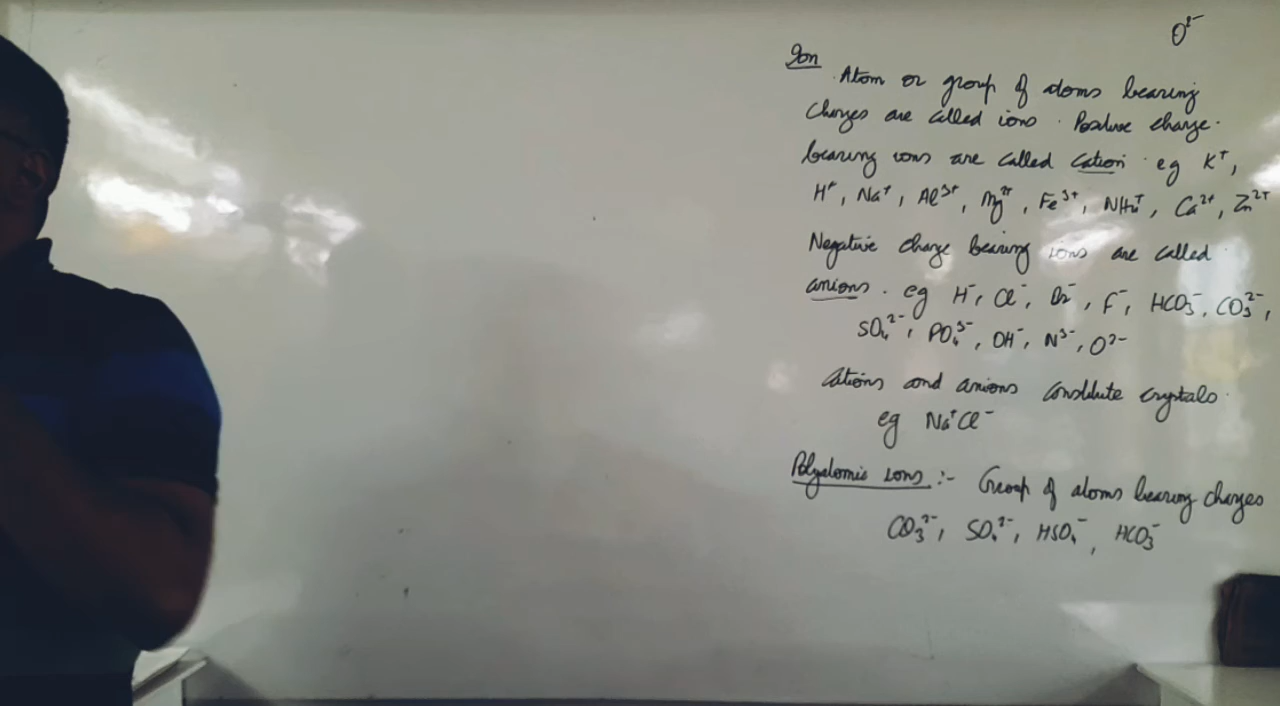 O²⁻
Ion
Atom or group of atoms bearing
charges are called ions. Positive charge
bearing ions are called cation eg K⁺,
H⁺, Na⁺, Al³⁺, Mg²⁺, Fe³⁺, NH₄⁺, Ca²⁺, Zn²⁺
Negative charge bearing ions are called
anions. eg H⁻, Cl⁻, Br⁻, F⁻, HCO₃⁻, CO₃²⁻,
SO₄²⁻, PO₄³⁻, OH⁻, N³⁻, O²⁻
Cations and anions constitute crystals
eg Na⁺Cl⁻
Polyatomic ions :- Group of atoms bearing charges
CO₃²⁻, SO₄²⁻, HSO₄⁻, HCO₃⁻